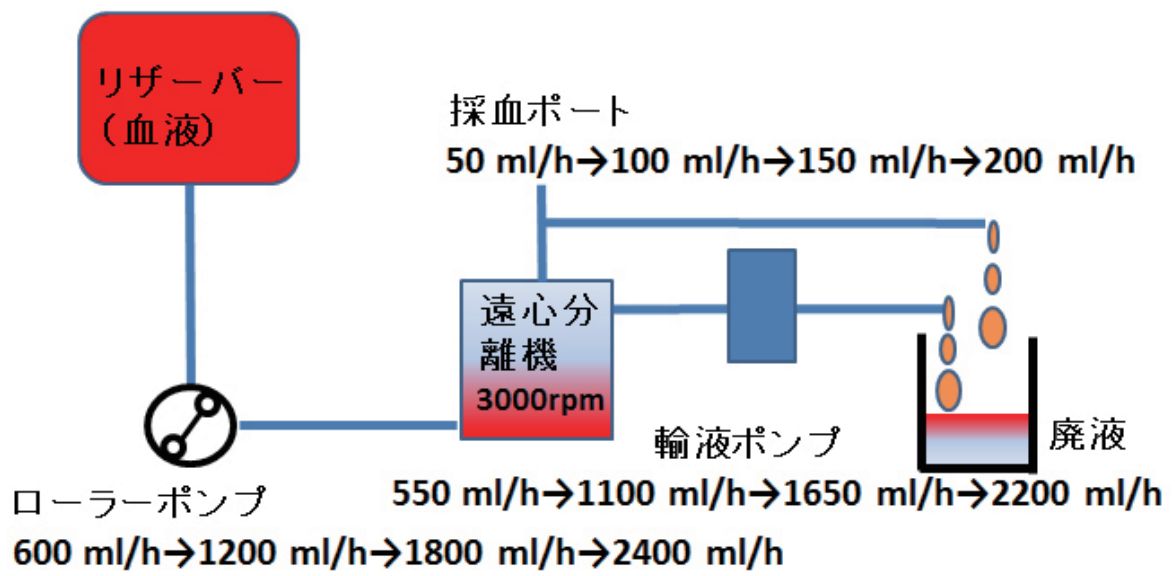 リザーバー
(血液)
採血ポート
50 ml/h→100 ml/h→150 ml/h→200 ml/h
遠心分
離機
3000rpm
輸液ポンプ
廃液
550 ml/h→1100 ml/h→1650 ml/h→2200 ml/h
ローラーポンプ
600 ml/h→1200 ml/h→1800 ml/h→2400 ml/h